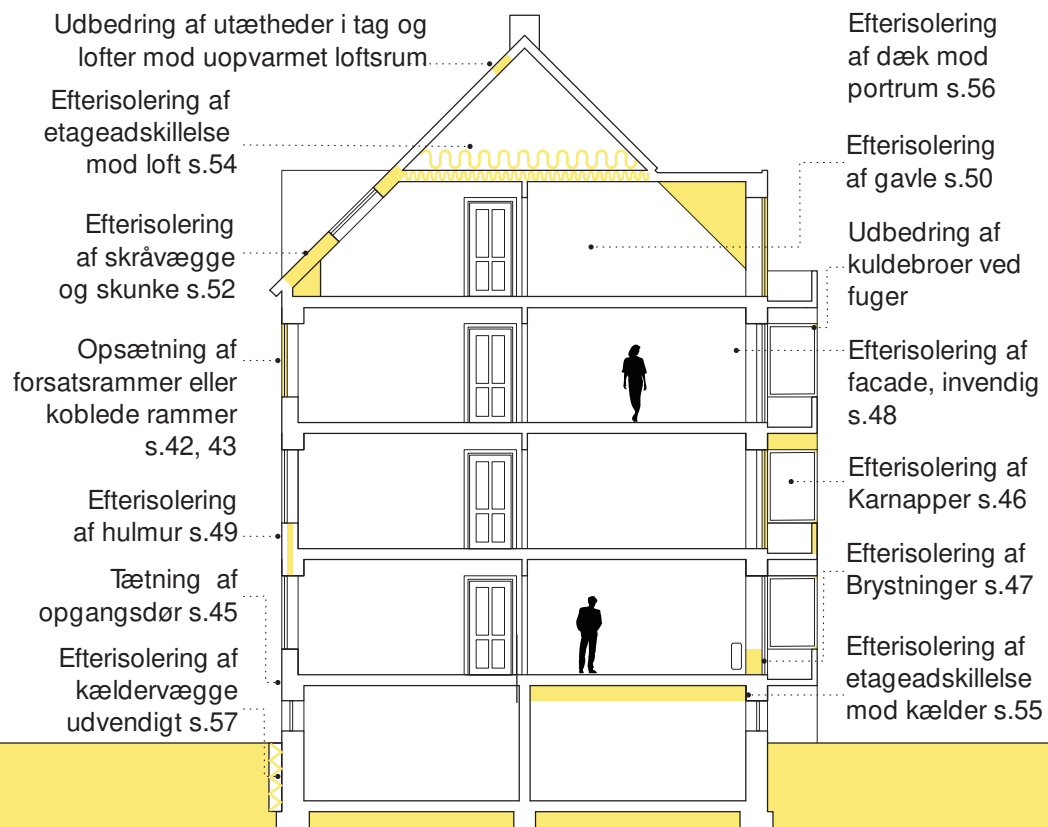 Udbedring af utætheder i tag og
lofter mod uopvarmet loftsrum
Efterisolering af
etageadskillelse
mod loft s.54
Efterisolering
af skråvægge
og skunke s.52
Opsætning af
forsatsrammer eller
koblede rammer
s.42, 43
Efterisolering
af hulmur s.49
Tætning af
opgangsdør s.45
Efterisolering af
kældervægge
udvendigt s.57
Efterisolering
af dæk mod
portrum s.56
Efterisolering
af gavle s.50
Udbedring af
kuldebroer ved
fuger
Efterisolering af
facade, invendig
s.48
Efterisolering af
Karnapper s.46
Efterisolering af
Brystninger s.47
Efterisolering af
etageadskillelse
mod kælder s.55